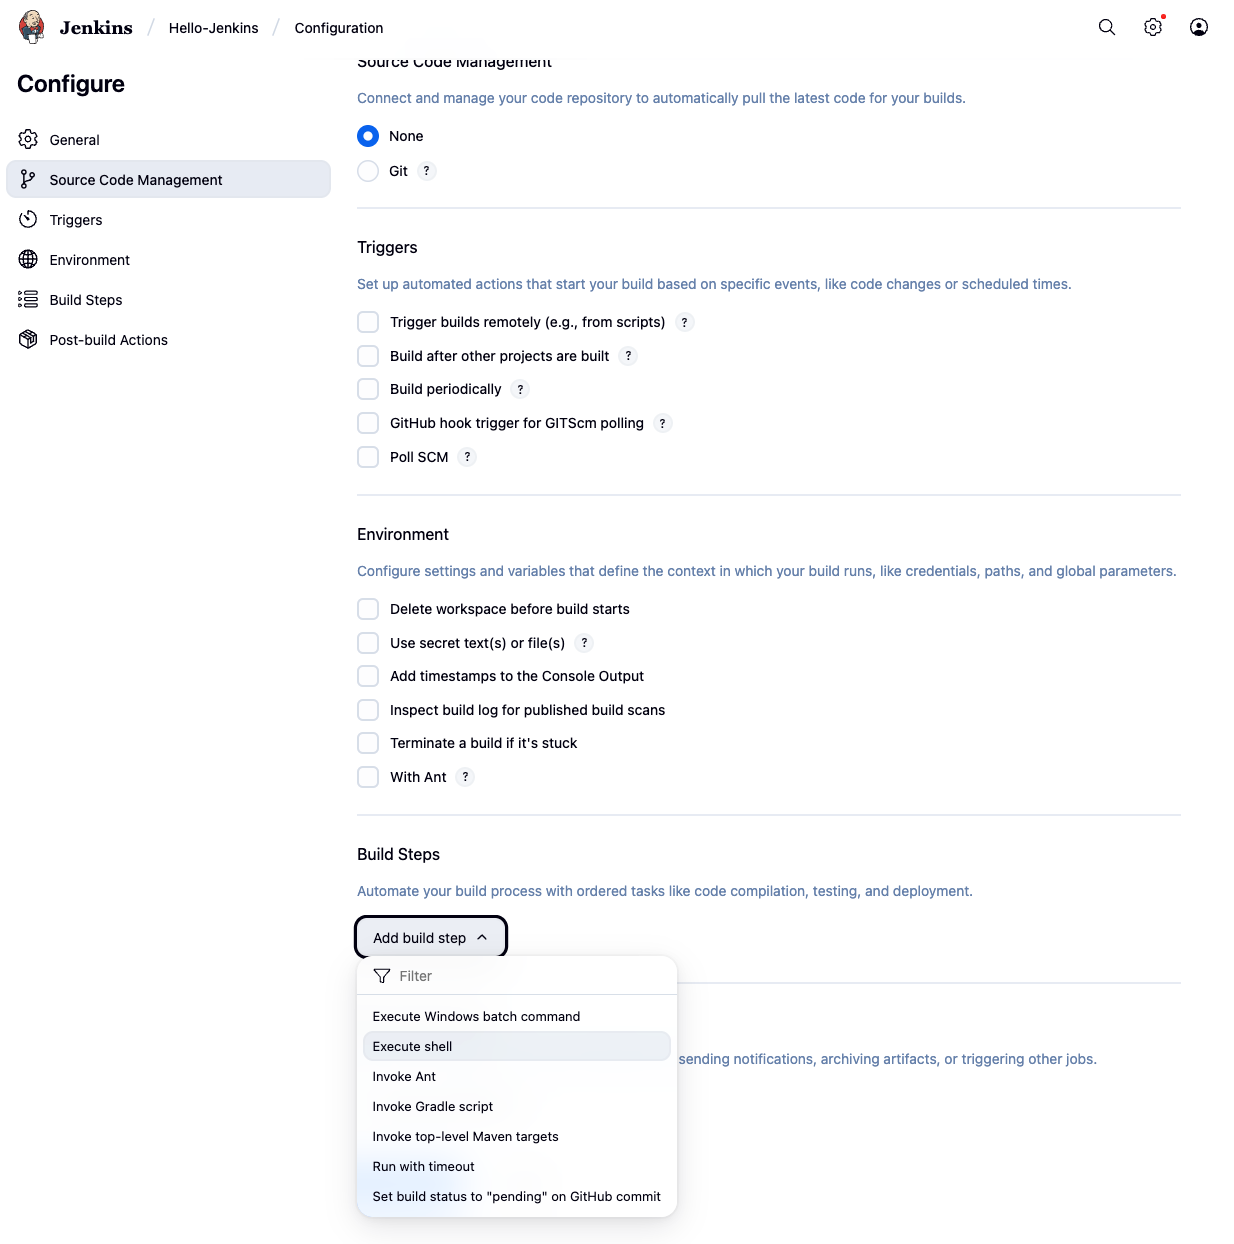 Jenkins / Hello-Jenkins / Configuration
Configure
General
Source Code Management
Triggers
Environment
Build Steps
Post-build Actions
Source Code Management
Connect and manage your code repository to automatically pull the latest code for your builds.
None
Git ?
Triggers
Set up automated actions that start your build based on specific events, like code changes or scheduled times.
Trigger builds remotely (e.g., from scripts) ?
Build after other projects are built ?
Build periodically ?
GitHub hook trigger for GITScm polling ?
Poll SCM ?
Environment
Configure settings and variables that define the context in which your build runs, like credentials, paths, and global parameters.
Delete workspace before build starts
Use secret text(s) or file(s) ?
Add timestamps to the Console Output
Inspect build log for published build scans
Terminate a build if it's stuck
With Ant ?
Build Steps
Automate your build process with ordered tasks like code compilation, testing, and deployment.
Add build step
Filter
Execute Windows batch command
Execute shell
sending notifications, archiving artifacts, or triggering other jobs.
Invoke Ant
Invoke Gradle script
Invoke top-level Maven targets
Run with timeout
Set build status to "pending" on GitHub commit